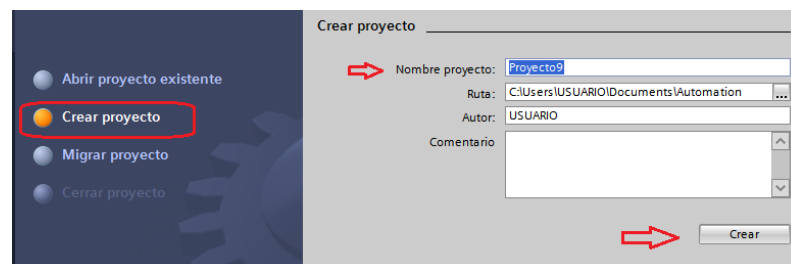 Abrir proyecto existente
Crear proyecto
Migrar proyecto
Cerrar proyecto
Crear proyecto
Nombre proyecto: Proyecto9
Ruta: C:\Users\USUARIO\Documents\Automation ...
Autor: USUARIO
Comentario
Crear